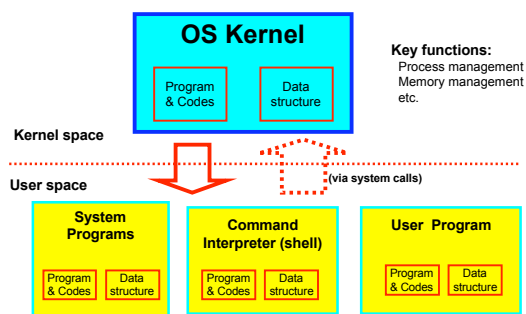 OS Kernel
Program
& Codes
Data
structure
Key functions:
Process management
Memory management
etc.
Kernel space
User space
(via system calls)
System
Programs
Program
& Codes
Data
structure
Command
Interpreter (shell)
Program
& Codes
Data
structure
User Program
Program
& Codes
Data
structure